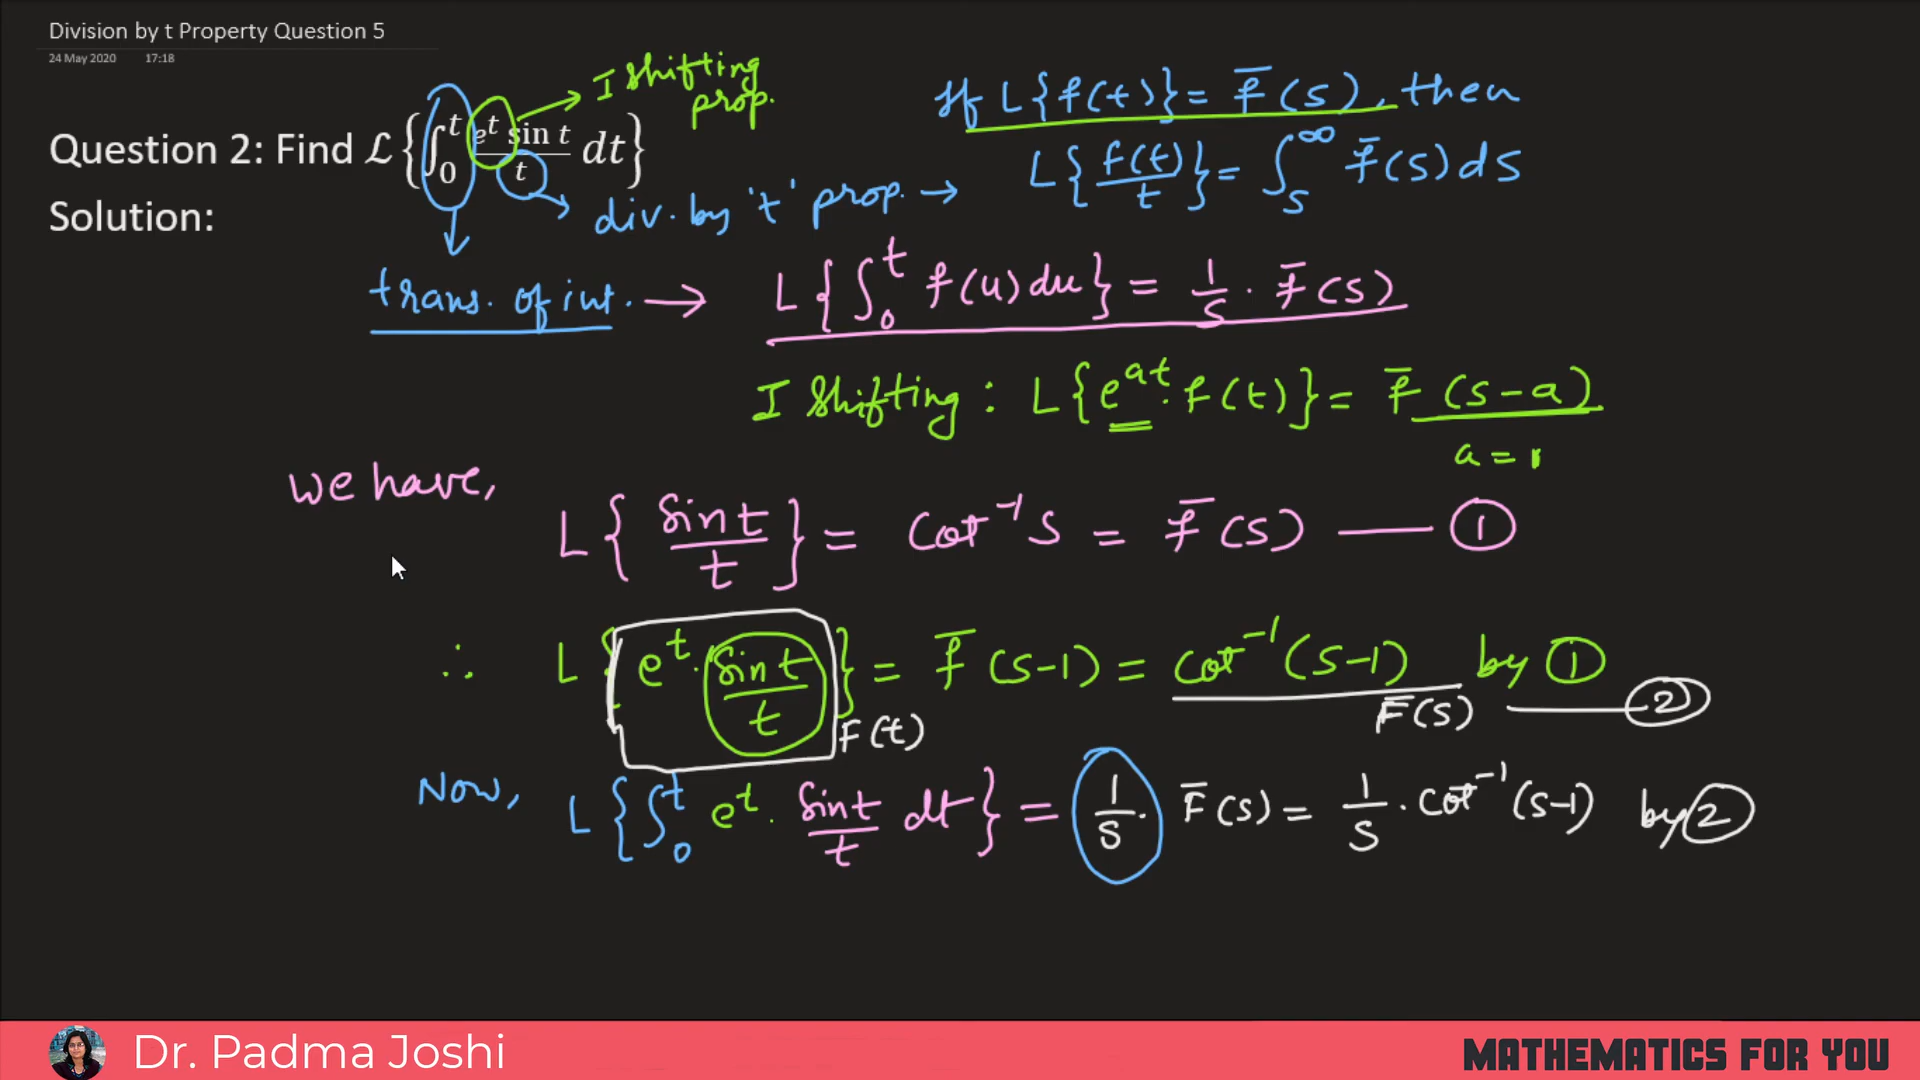 Division by t Property Question 5
24 May 2020 17:18
I Shifting prop.
If L{f(t)} = F̄(s), then
Question 2: Find ℒ{∫₀ᵗ eᵗ sin t / t dt}
L{f(t)/t} = ∫ₛ^∞ F̄(s) ds
div. by 't' prop. →
Solution:
trans. of int. → L{∫₀ᵗ f(u) du} = 1/s · F̄(s)
I Shifting : L{e^at · f(t)} = F̄(s-a)
a = 1
We have,
L{sin t / t} = cot⁻¹ s = F̄(s) — ①
∴ L{eᵗ · sin t / t} = F̄(s-1) = cot⁻¹(s-1) by ①
F(t) F̄(s) — ②
Now, L{∫₀ᵗ eᵗ · sin t / t dt} = 1/s · F̄(s) = 1/s · cot⁻¹(s-1) by ②
Dr. Padma Joshi
MATHEMATICS FOR YOU